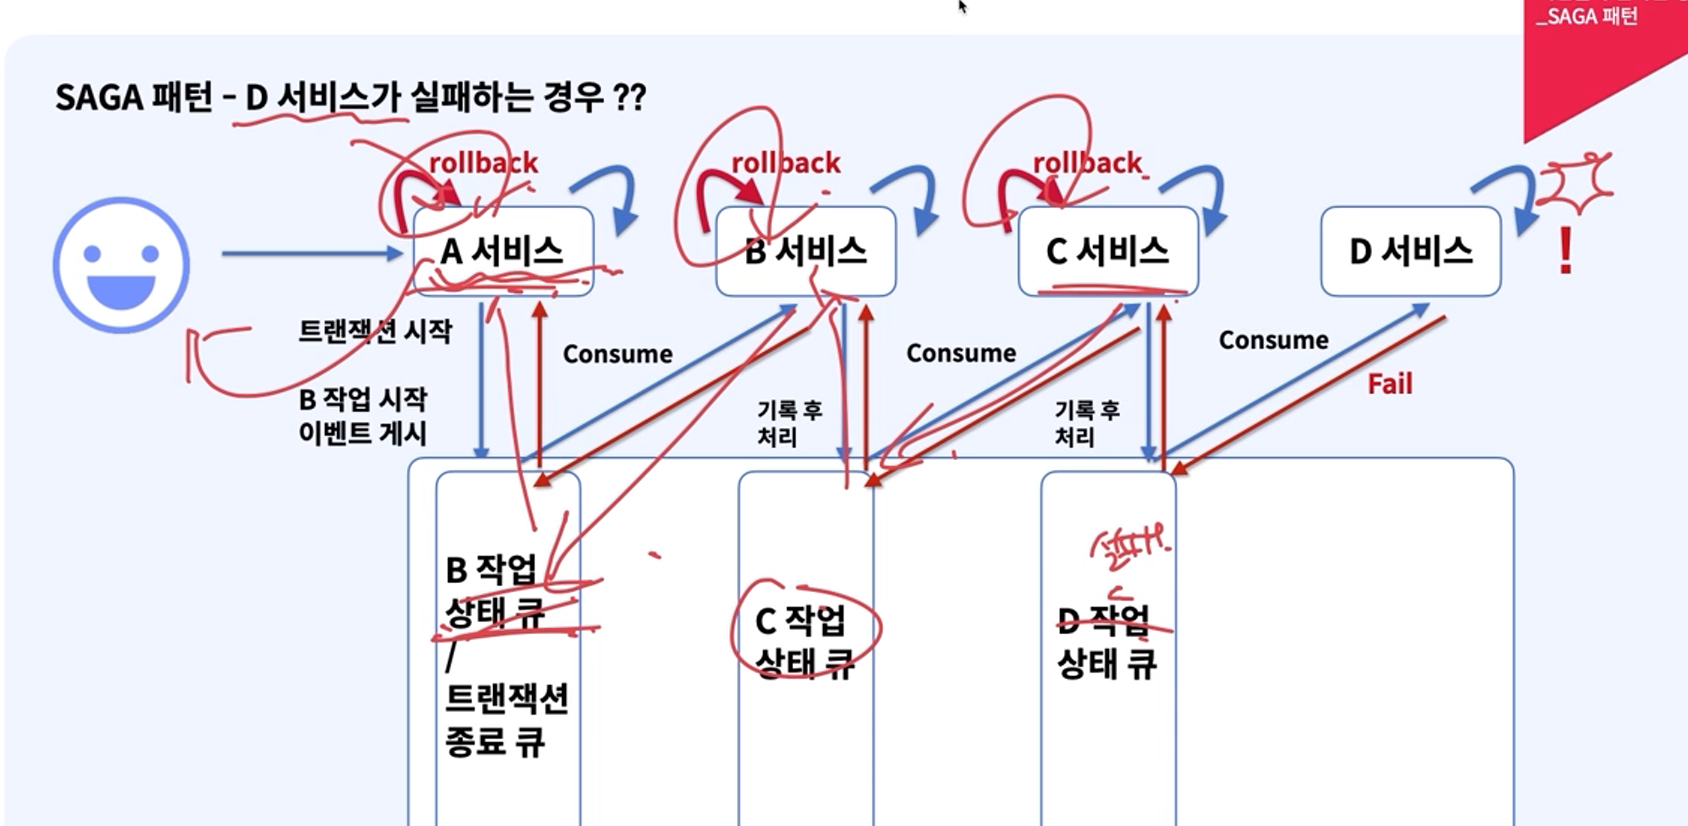 _SAGA 패턴
SAGA 패턴 - D 서비스가 실패하는 경우 ??
rollback
rollback
rollback
A 서비스
B 서비스
C 서비스
D 서비스
!
트랜잭션 시작
Consume
Consume
Consume
B 작업 시작
이벤트 게시
기록 후
처리
기록 후
처리
Fail
B 작업
상태 큐
/
트랜잭션
종료 큐
C 작업
상태 큐
D 작업
상태 큐